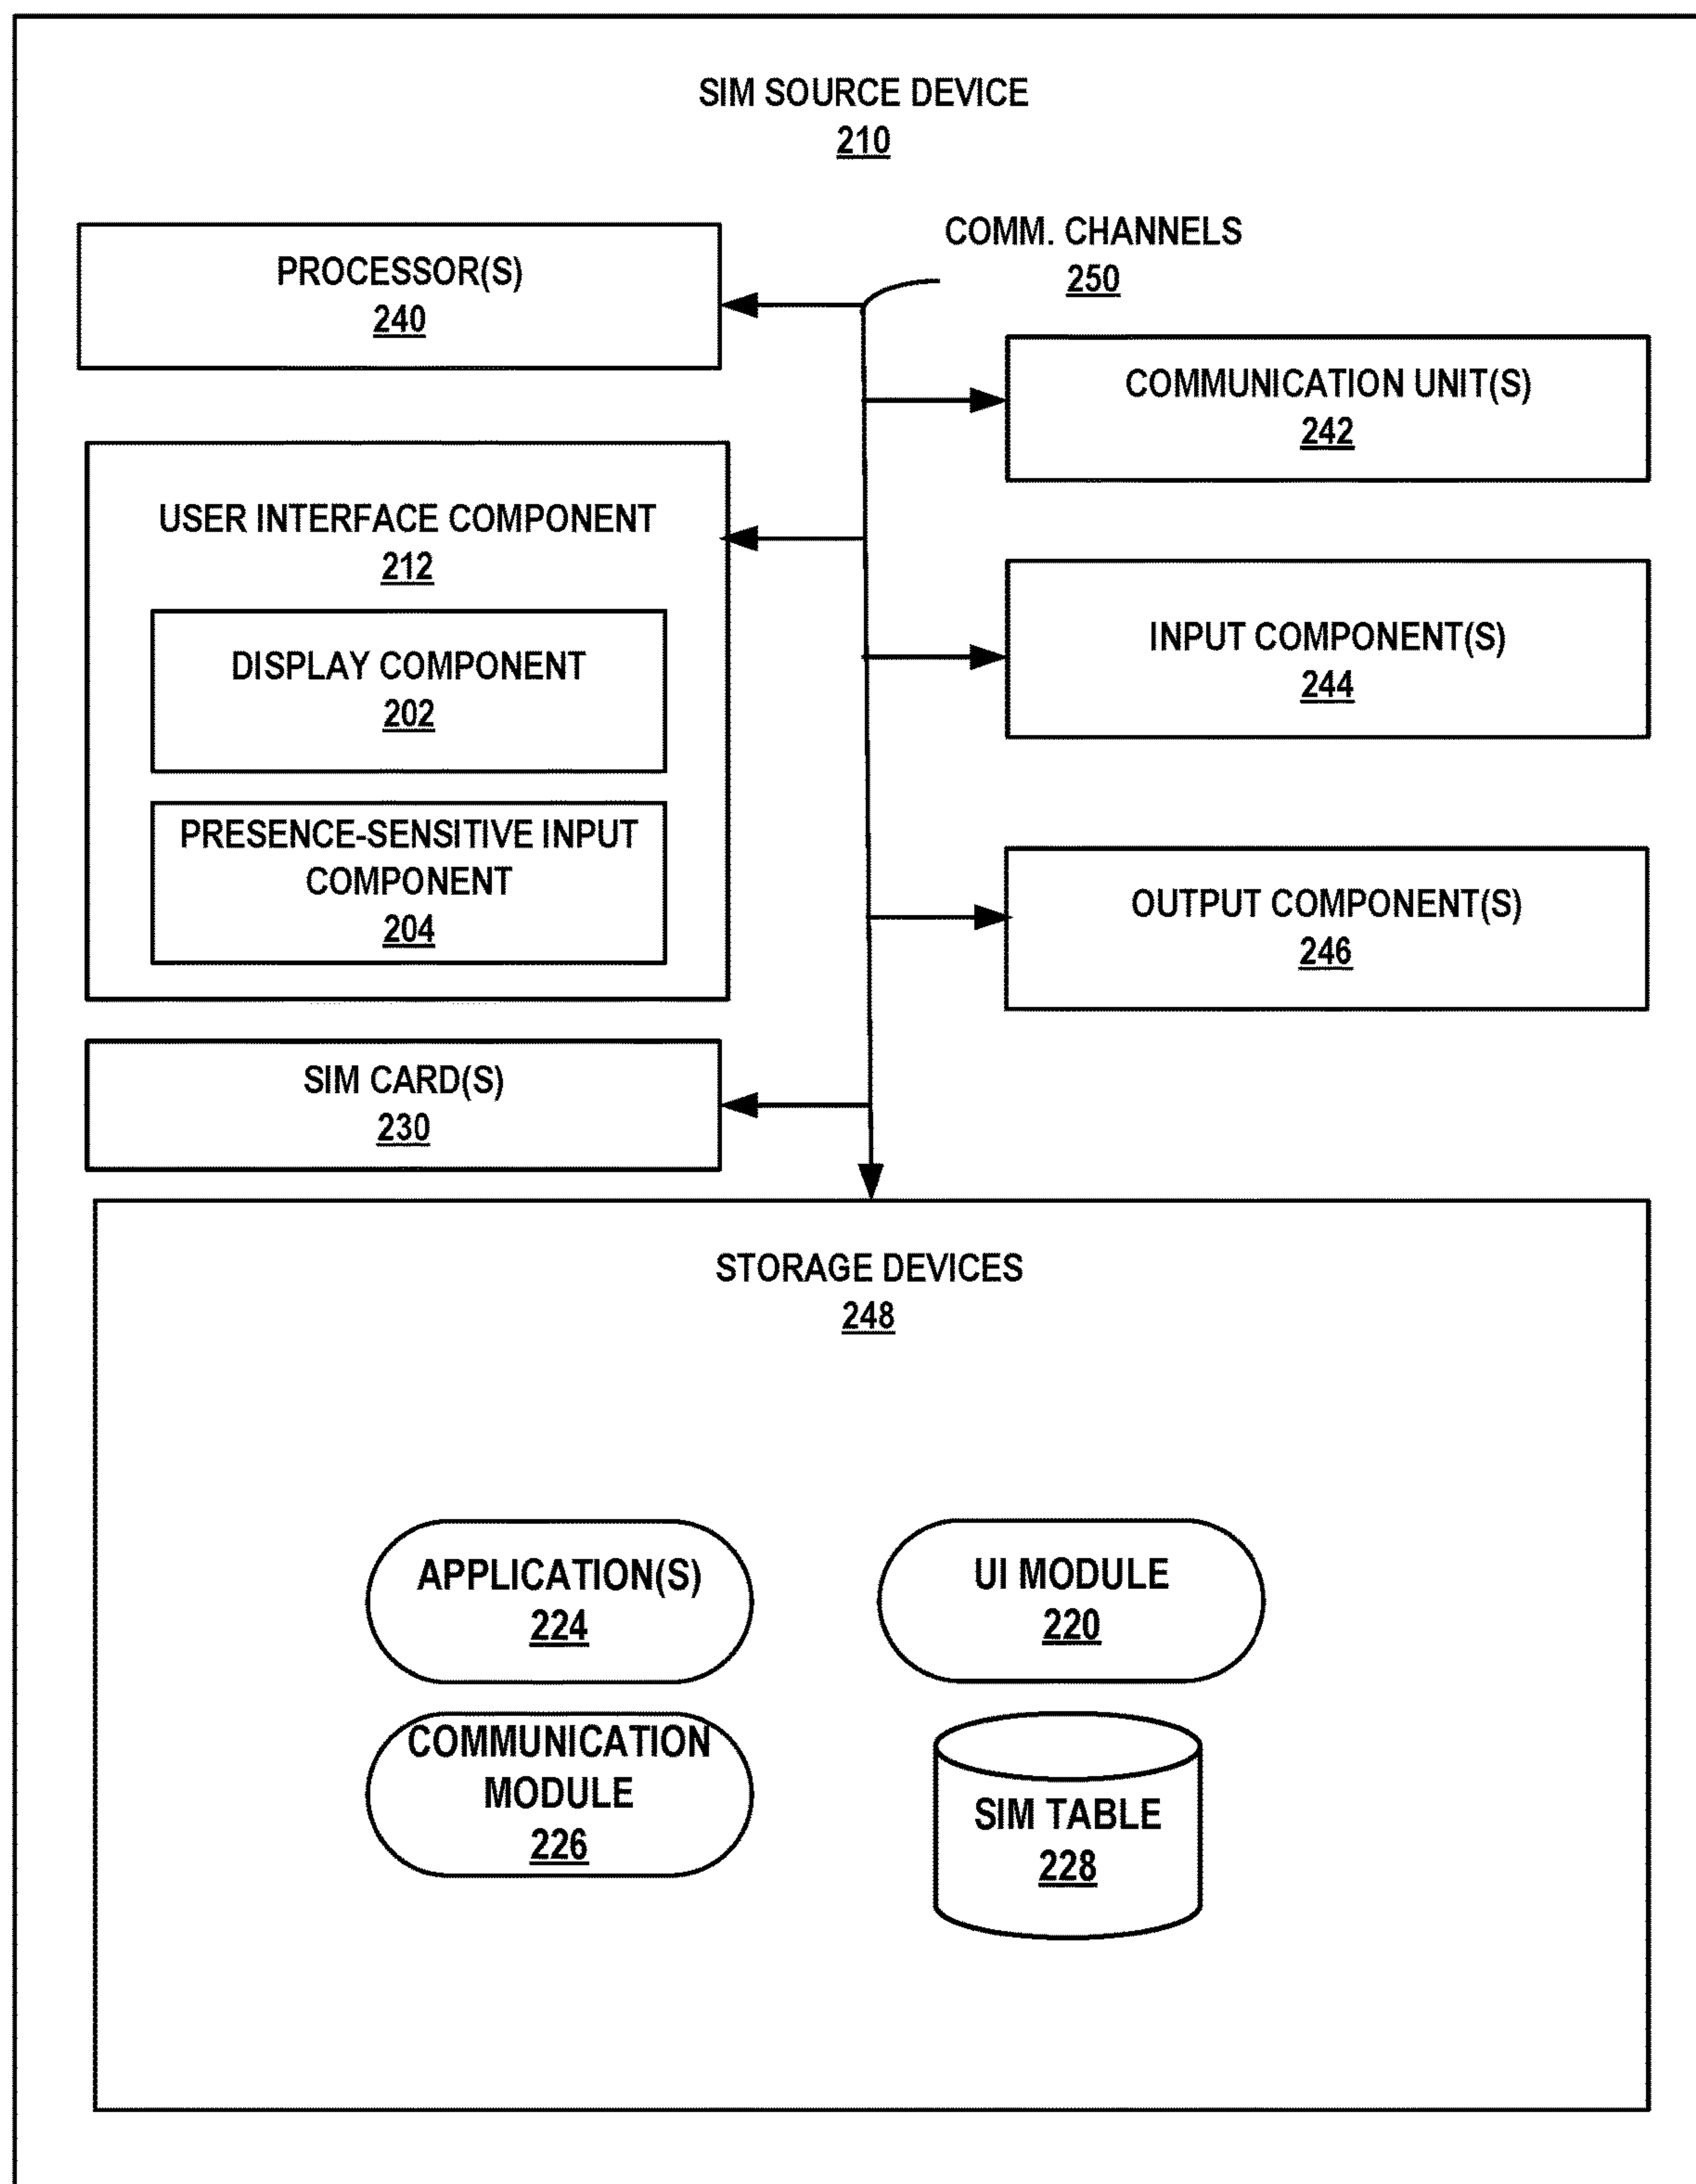 SIM SOURCE DEVICE
210
COMM. CHANNELS
250
PROCESSOR(S)
240
COMMUNICATION UNIT(S)
242
USER INTERFACE COMPONENT
212
DISPLAY COMPONENT
202
PRESENCE-SENSITIVE INPUT
COMPONENT
204
INPUT COMPONENT(S)
244
OUTPUT COMPONENT(S)
246
SIM CARD(S)
230
STORAGE DEVICES
248
APPLICATION(S)
224
UI MODULE
220
COMMUNICATION
MODULE
226
SIM TABLE
228